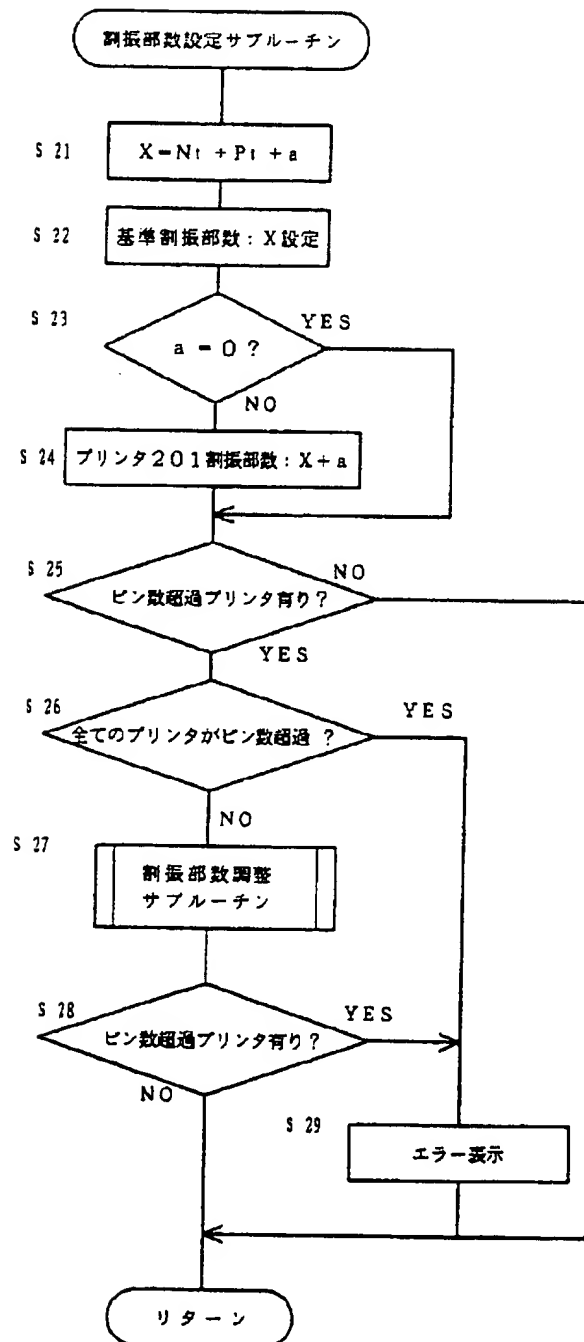 割振部数設定サブルーチン
S 21
X=Nt + Pt + a
S 22
基準割振部数：X設定
S 23
YES
a = 0 ?
NO
S 24
プリンタ201割振部数：X+a
S 25
NO
ビン数超過プリンタ有り?
YES
S 26
YES
全てのプリンタがビン数超過 ?
NO
S 27
割振部数調整
サブルーチン
S 28
YES
ビン数超過プリンタ有り?
NO
S 29
エラー表示
リターン